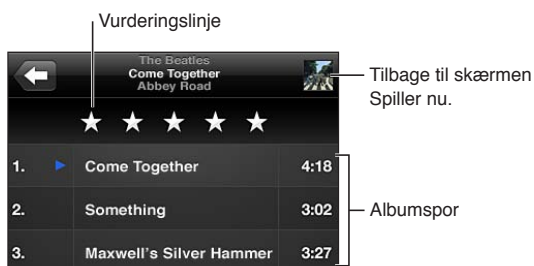 Vurderingslinje
The Beatles
Come Together
Abbey Road
Tilbage til skærmen
Spiller nu.
1. Come Together 4:18
2. Something 3:02
3. Maxwell's Silver Hammer 3:27
Albumspor